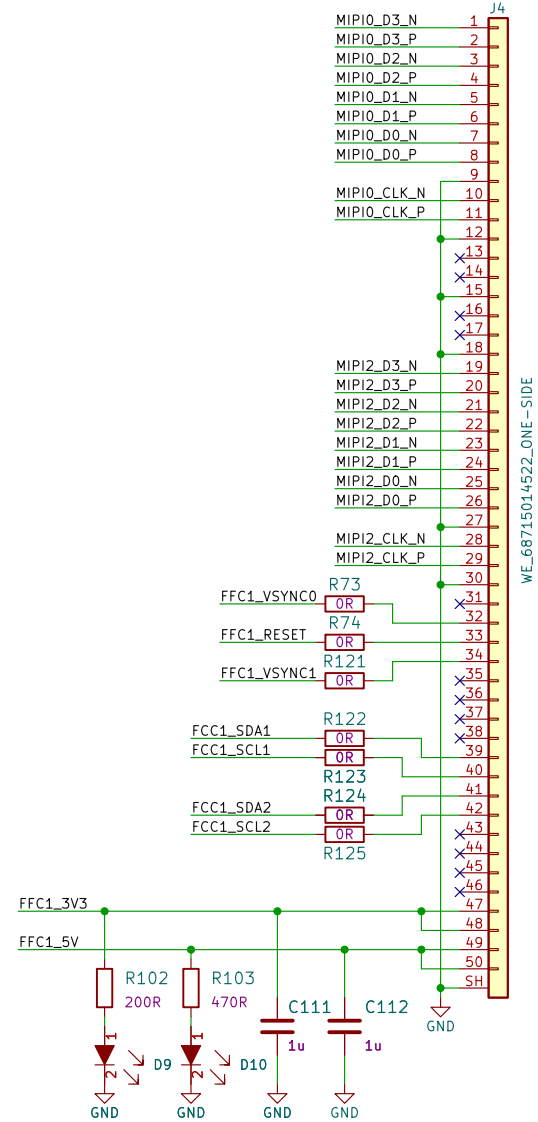 J4
MIPI0_D3_N 1
MIPI0_D3_P 2
MIPI0_D2_N 3
MIPI0_D2_P 4
MIPI0_D1_N 5
MIPI0_D1_P 6
MIPI0_D0_N 7
MIPI0_D0_P 8
9
MIPI0_CLK_N 10
MIPI0_CLK_P 11
12
13
14
15
16
17
18
MIPI2_D3_N 19
MIPI2_D3_P 20
MIPI2_D2_N 21
MIPI2_D2_P 22
MIPI2_D1_N 23
MIPI2_D1_P 24
MIPI2_D0_N 25
MIPI2_D0_P 26
27
MIPI2_CLK_N 28
MIPI2_CLK_P 29
30
WE_68715014522_ONE-SIDE
R73
FFC1_VSYNC0 0R 31
32
R74
FFC1_RESET 0R 33
34
R121
FFC1_VSYNC1 0R 35
36
37
R122
FCC1_SDA1 0R 38
39
FCC1_SCL1 0R
R123 40
R124 41
FCC1_SDA2 0R 42
FCC1_SCL2 0R 43
R125 44
45
46
FFC1_3V3 47
48
FFC1_5V 49
50
R102 R103 SH
200R 470R
C111 C112
GND
1 1 1u 1u
D9 D10
2 2
GND GND GND GND